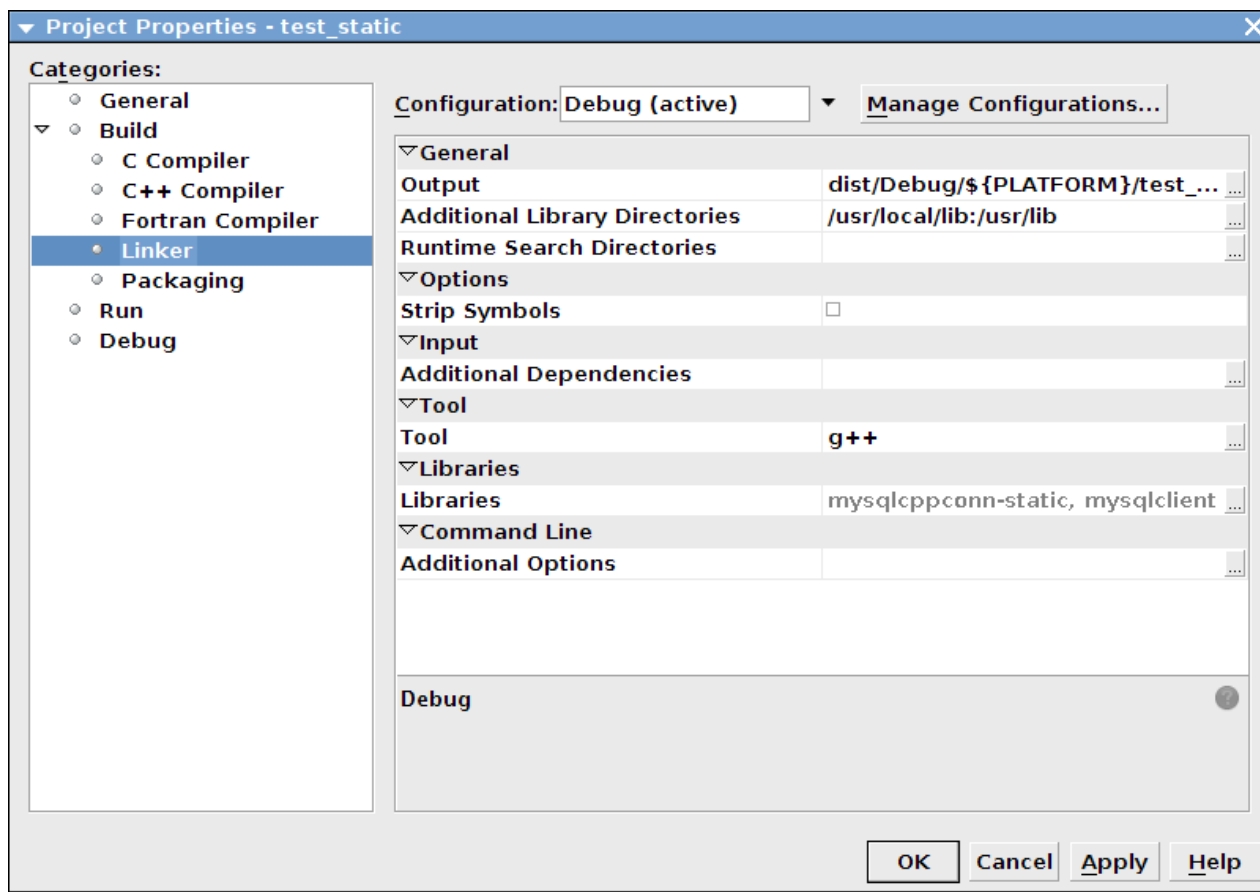 Project Properties - test_static
Categories:
General
Build
C Compiler
C++ Compiler
Fortran Compiler
Linker
Packaging
Run
Debug
Configuration: Debug (active) Manage Configurations...
General
Output dist/Debug/${PLATFORM}/test_... ...
Additional Library Directories /usr/local/lib:/usr/lib ...
Runtime Search Directories ...
Options
Strip Symbols
Input
Additional Dependencies ...
Tool
Tool g++ ...
Libraries
Libraries mysqlcppconn-static, mysqlclient ...
Command Line
Additional Options ...
Debug ?
OK Cancel Apply Help